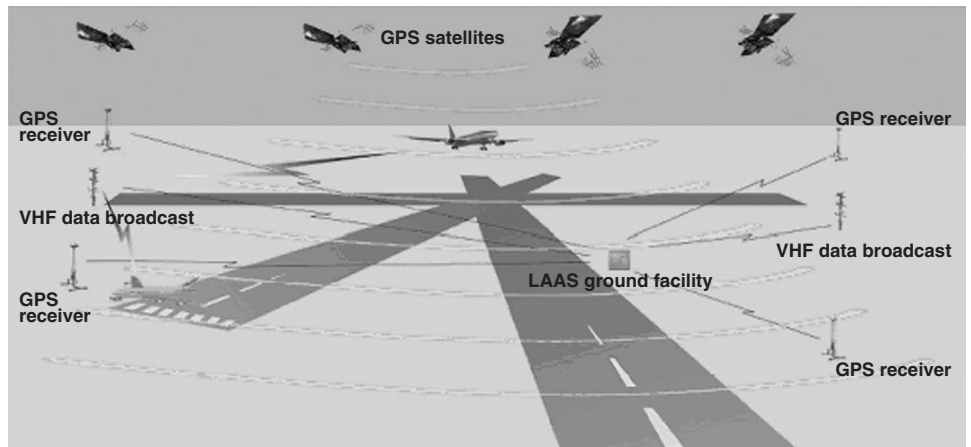 GPS satellites
GPS
receiver
GPS receiver
VHF data broadcast
VHF data broadcast
LAAS ground facility
GPS
receiver
GPS receiver